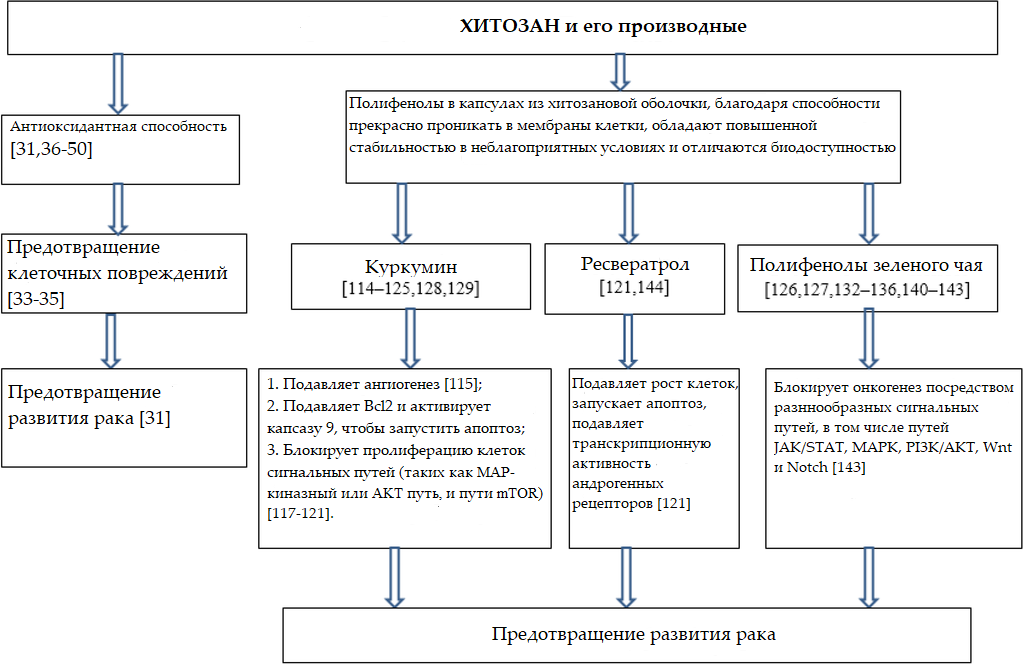 ХИТОЗАН и его производные
Антиоксидантная способность
[31,36-50]
Полифенолы в капсулах из хитозановой оболочки, благодаря способности
прекрасно проникать в мембраны клетки, обладают повышенной
стабильностью в неблагоприятных условиях и отличаются биодоступностью
Предотвращение
клеточных повреждений
[33-35]
Куркумин
[114–125,128,129]
Ресвератрол
[121,144]
Полифенолы зеленого чая
[126,127,132–136,140–143]
Предотвращение
развития рака [31]
1. Подавляет ангиогенез [115];
2. Подавляет Bcl2 и активирует
капсазу 9, чтобы запустить апоптоз;
3. Блокирует пролиферацию клеток
сигнальных путей (таких как MAP-
киназный или АКТ путь, и пути mTOR)
[117-121].
Подавляет рост клеток,
запускает апоптоз,
подавляет
транскрипционную
активность
андрогенных
рецепторов [121]
Блокирует онкогенез посредством
разннообразных сигнальных
путей, в том числе путей
JAK/STAT, MAPK, PI3K/AKT, Wnt
и Notch [143]
Предотвращение развития рака